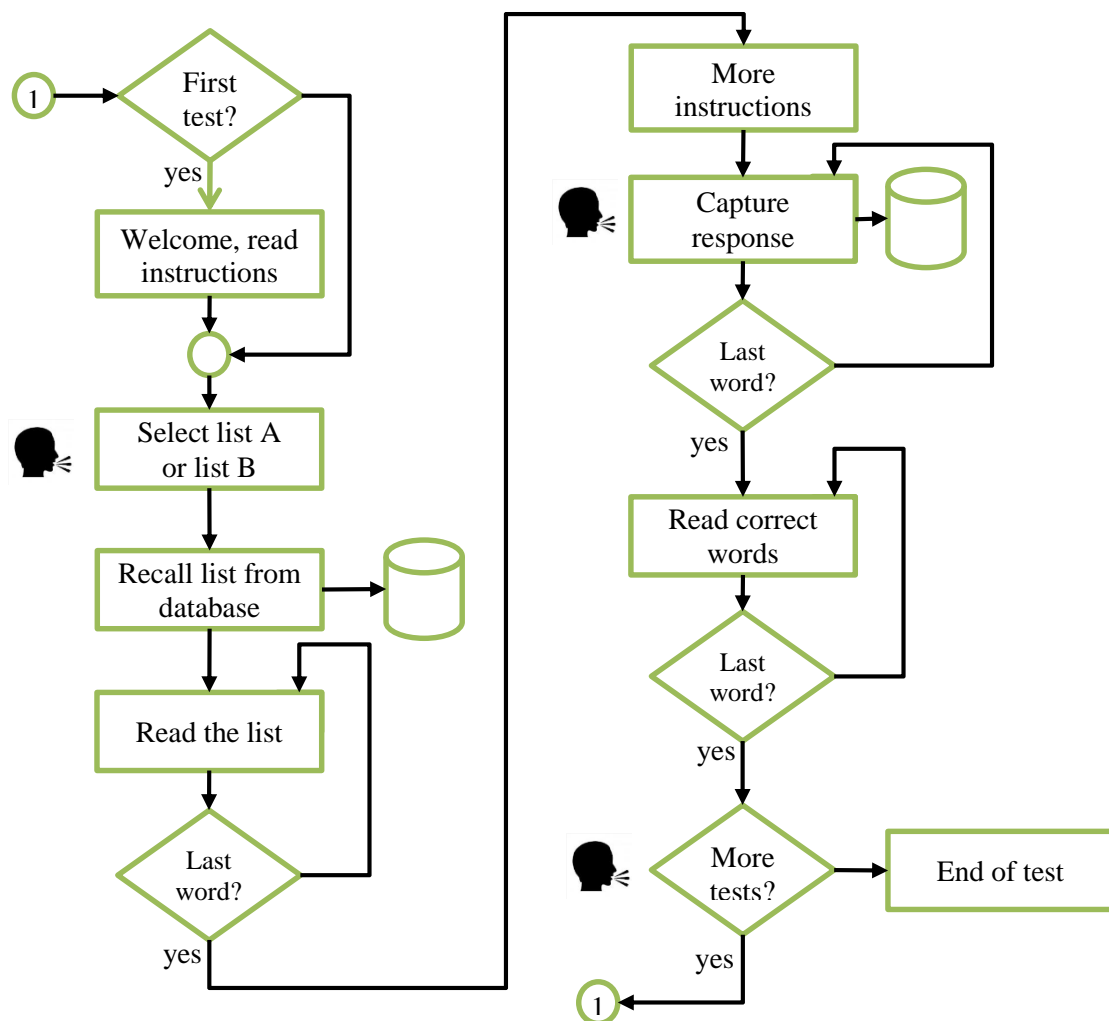 1
First
test?
yes
Welcome, read
instructions
Select list A
or list B
Recall list from
database
Read the list
Last
word?
yes
More
instructions
Capture
response
Last
word?
yes
Read correct
words
Last
word?
yes
More
tests?
End of test
yes
1